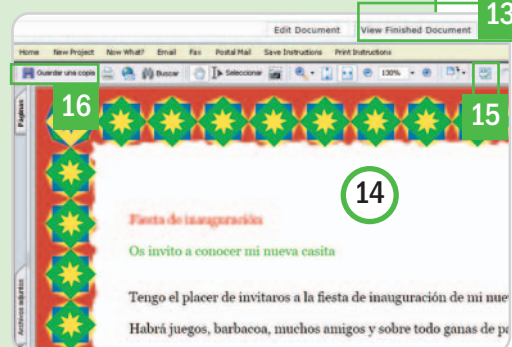 13
Edit Document View Finished Document
Home New Project Now What? Email Fax Postal Mail Save Instructions Print Instructions
Guardar una copia Buscar Seleccionar 130%
Páginas
16
15
14
Fiesta de inauguración
Os invito a conocer mi nueva casita
Tengo el placer de invitaros a la fiesta de inauguración de mi nue
Habrá juegos, barbacoa, muchos amigos y sobre todo ganas de pa
Archivos adjuntos